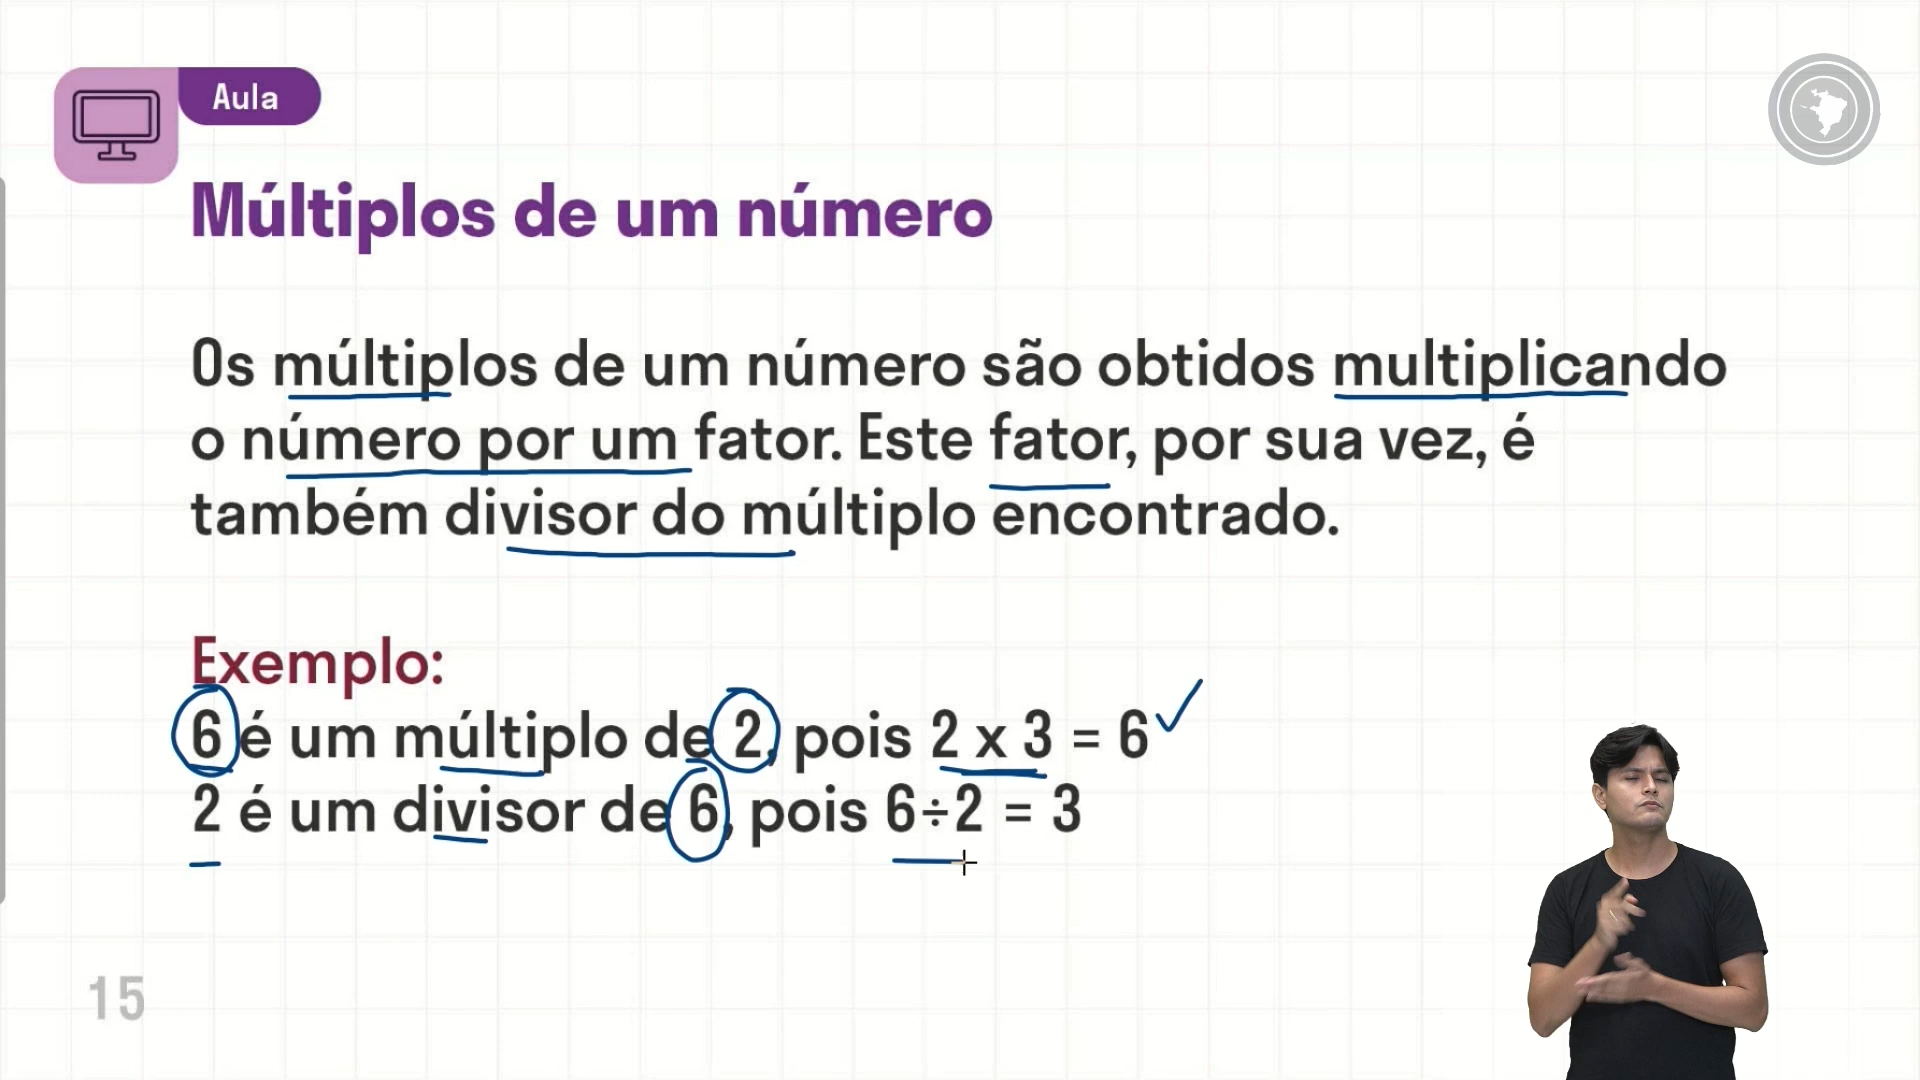 Aula
Múltiplos de um número
Os múltiplos de um número são obtidos multiplicando
o número por um fator. Este fator, por sua vez, é
também divisor do múltiplo encontrado.
Exemplo:
6 é um múltiplo de 2, pois 2 x 3 = 6
2 é um divisor de 6, pois 6÷2 = 3
15